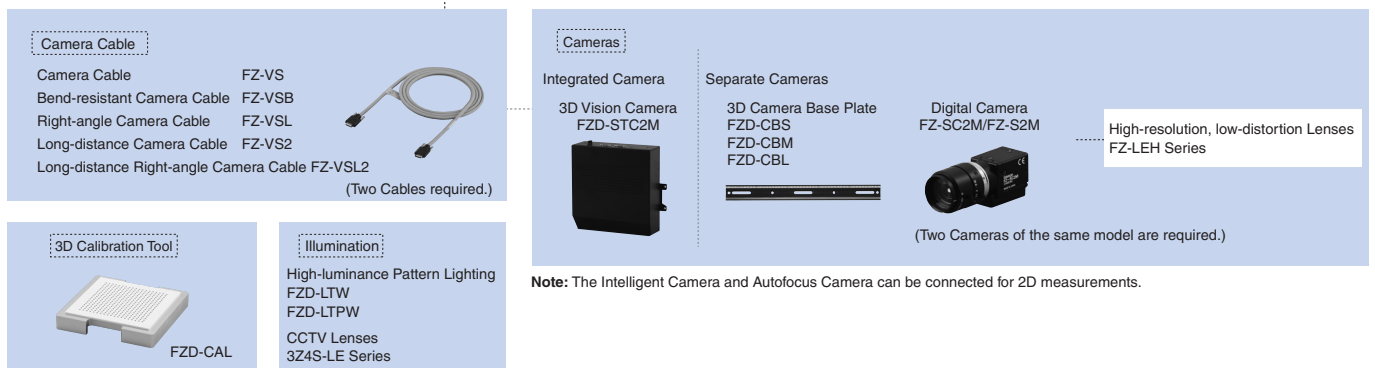 Camera Cable
Camera Cable FZ-VS
Bend-resistant Camera Cable FZ-VSB
Right-angle Camera Cable FZ-VSL
Long-distance Camera Cable FZ-VS2
Long-distance Right-angle Camera Cable FZ-VSL2
(Two Cables required.)
Cameras
Integrated Camera
3D Vision Camera
FZD-STC2M
Separate Cameras
3D Camera Base Plate
FZD-CBS
FZD-CBM
FZD-CBL
Digital Camera
FZ-SC2M/FZ-S2M
(Two Cameras of the same model are required.)
High-resolution, low-distortion Lenses
FZ-LEH Series
3D Calibration Tool
FZD-CAL
Illumination
High-luminance Pattern Lighting
FZD-LTW
FZD-LTPW
CCTV Lenses
3Z4S-LE Series
Note: The Intelligent Camera and Autofocus Camera can be connected for 2D measurements.